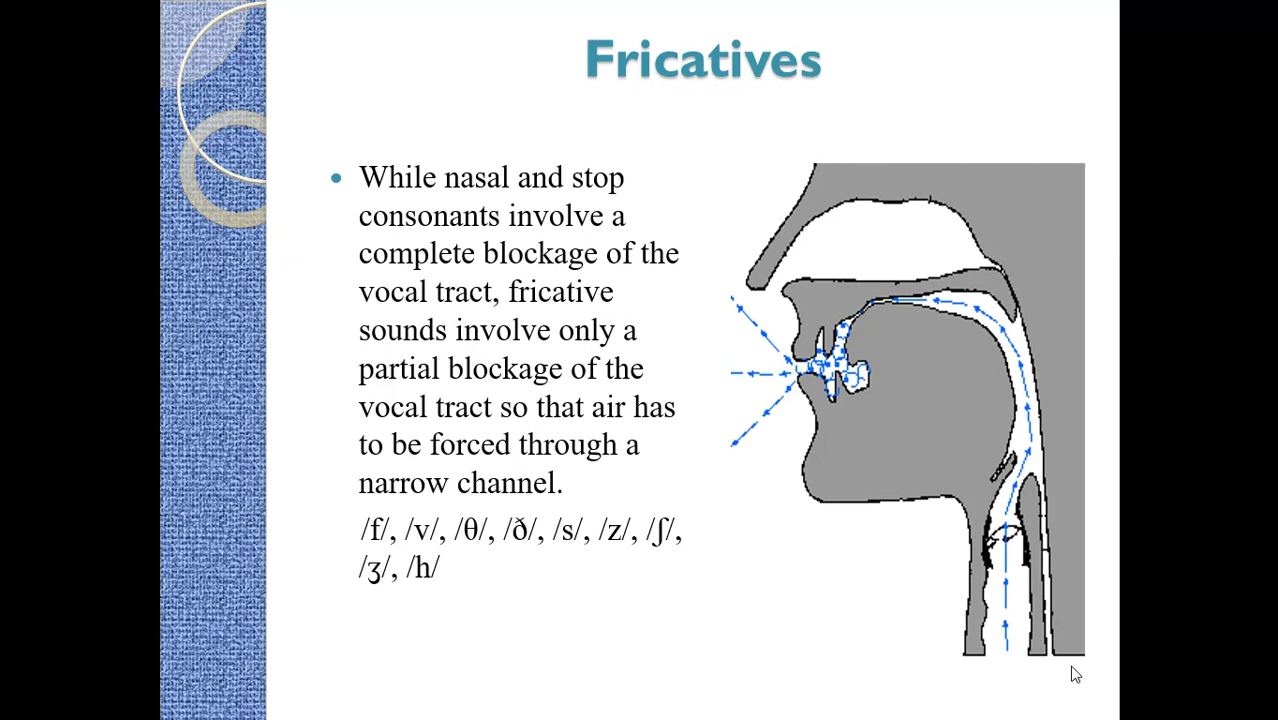 Fricatives
• While nasal and stop
consonants involve a
complete blockage of the
vocal tract, fricative
sounds involve only a
partial blockage of the
vocal tract so that air has
to be forced through a
narrow channel.
/f/, /v/, /θ/, /ð/, /s/, /z/, /ʃ/,
/ʒ/, /h/